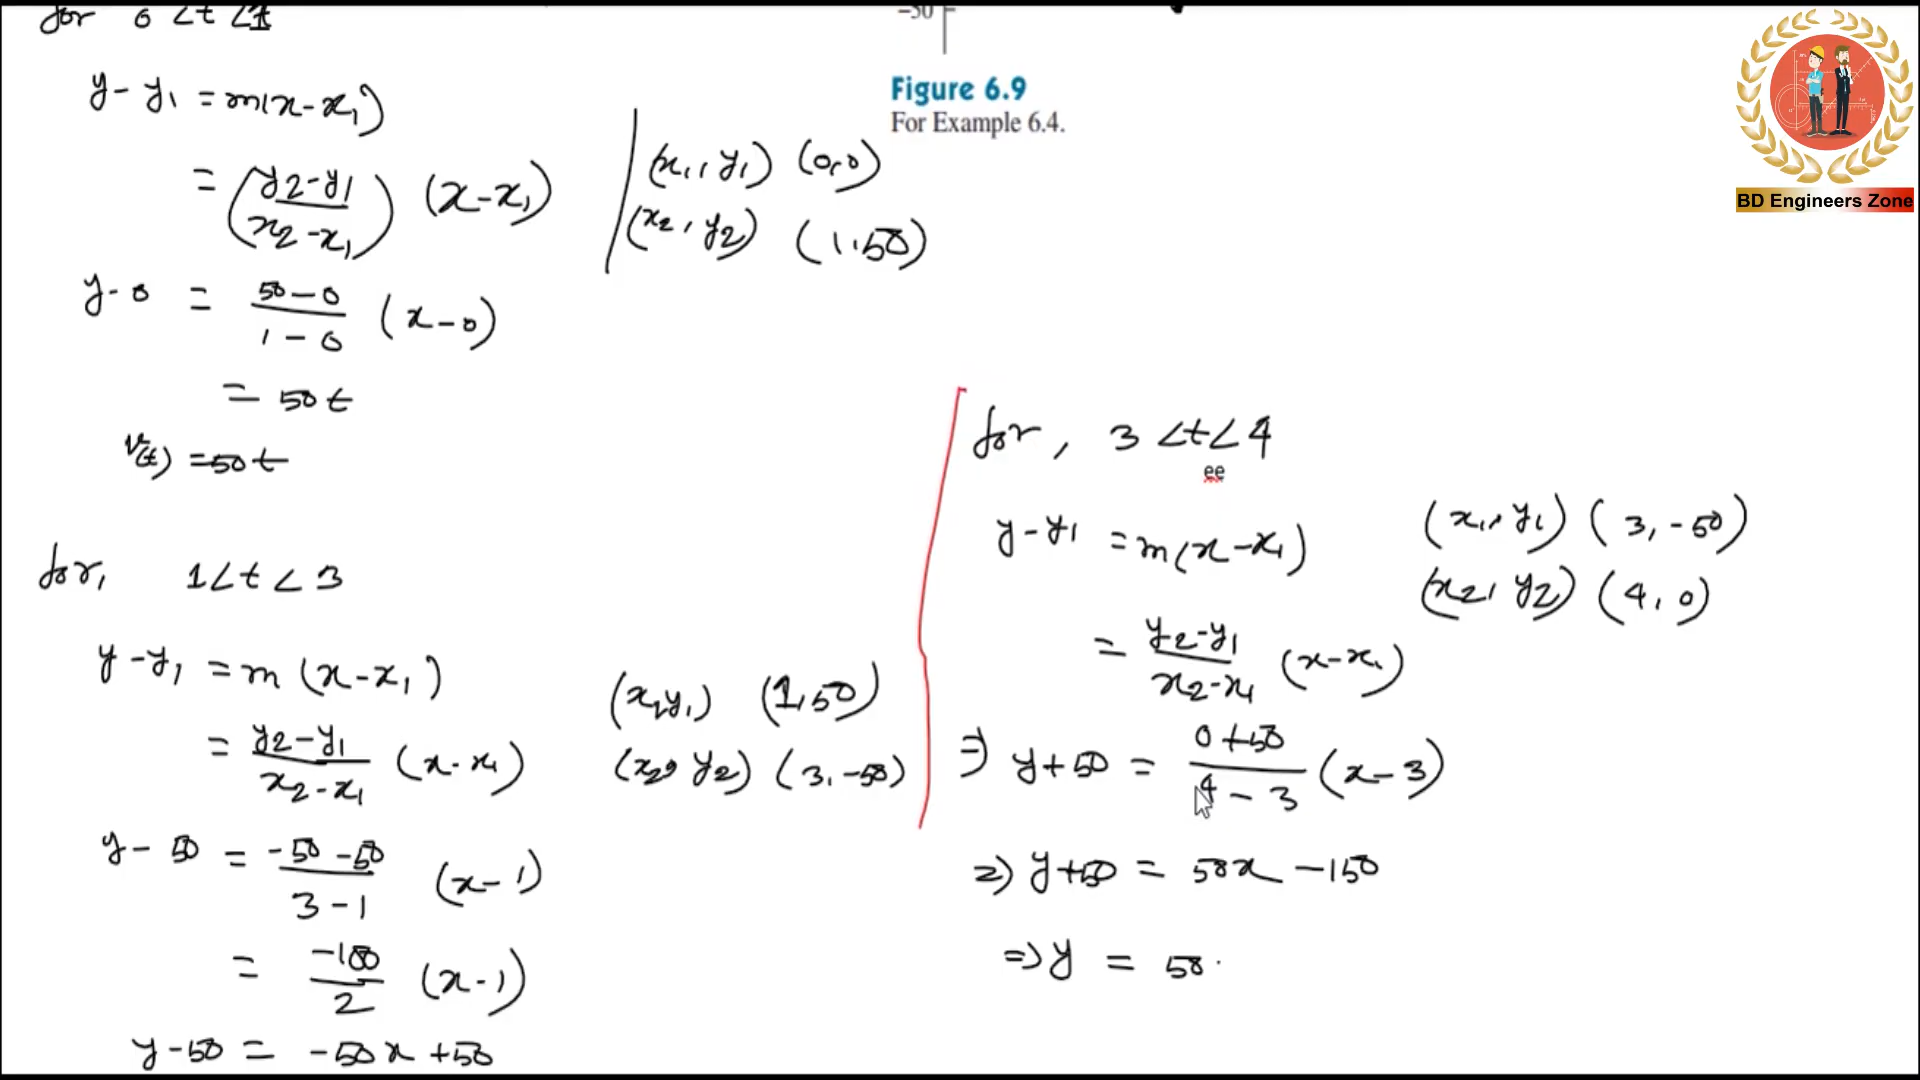 for 0 < t < 1
y - y₁ = m(x - x₁)
= (y₂ - y₁ / x₂ - x₁) (x - x₁)
(x₁, y₁) (0, 0)
(x₂, y₂) (1, 50)
y - 0 = 50 - 0 / 1 - 0 (x - 0)
= 50t
v(t) = 50t
for, 1 < t < 3
y - y₁ = m (x - x₁)
= y₂ - y₁ / x₂ - x₁ (x - x₁)
(x₁, y₁) (1, 50)
(x₂, y₂) (3, -50)
y - 50 = -50 - 50 / 3 - 1 (x - 1)
= -100 / 2 (x - 1)
y - 50 = -50x + 50
-50
Figure 6.9
For Example 6.4.
for, 3 < t < 4
ee
y - y₁ = m(x - x₁)
(x₁, y₁) (3, -50)
(x₂, y₂) (4, 0)
= y₂ - y₁ / x₂ - x₁ (x - x₁)
⇒ y + 50 = 0 + 50 / 4 - 3 (x - 3)
⇒ y + 50 = 50x - 150
⇒ y = 50
BD Engineers Zone